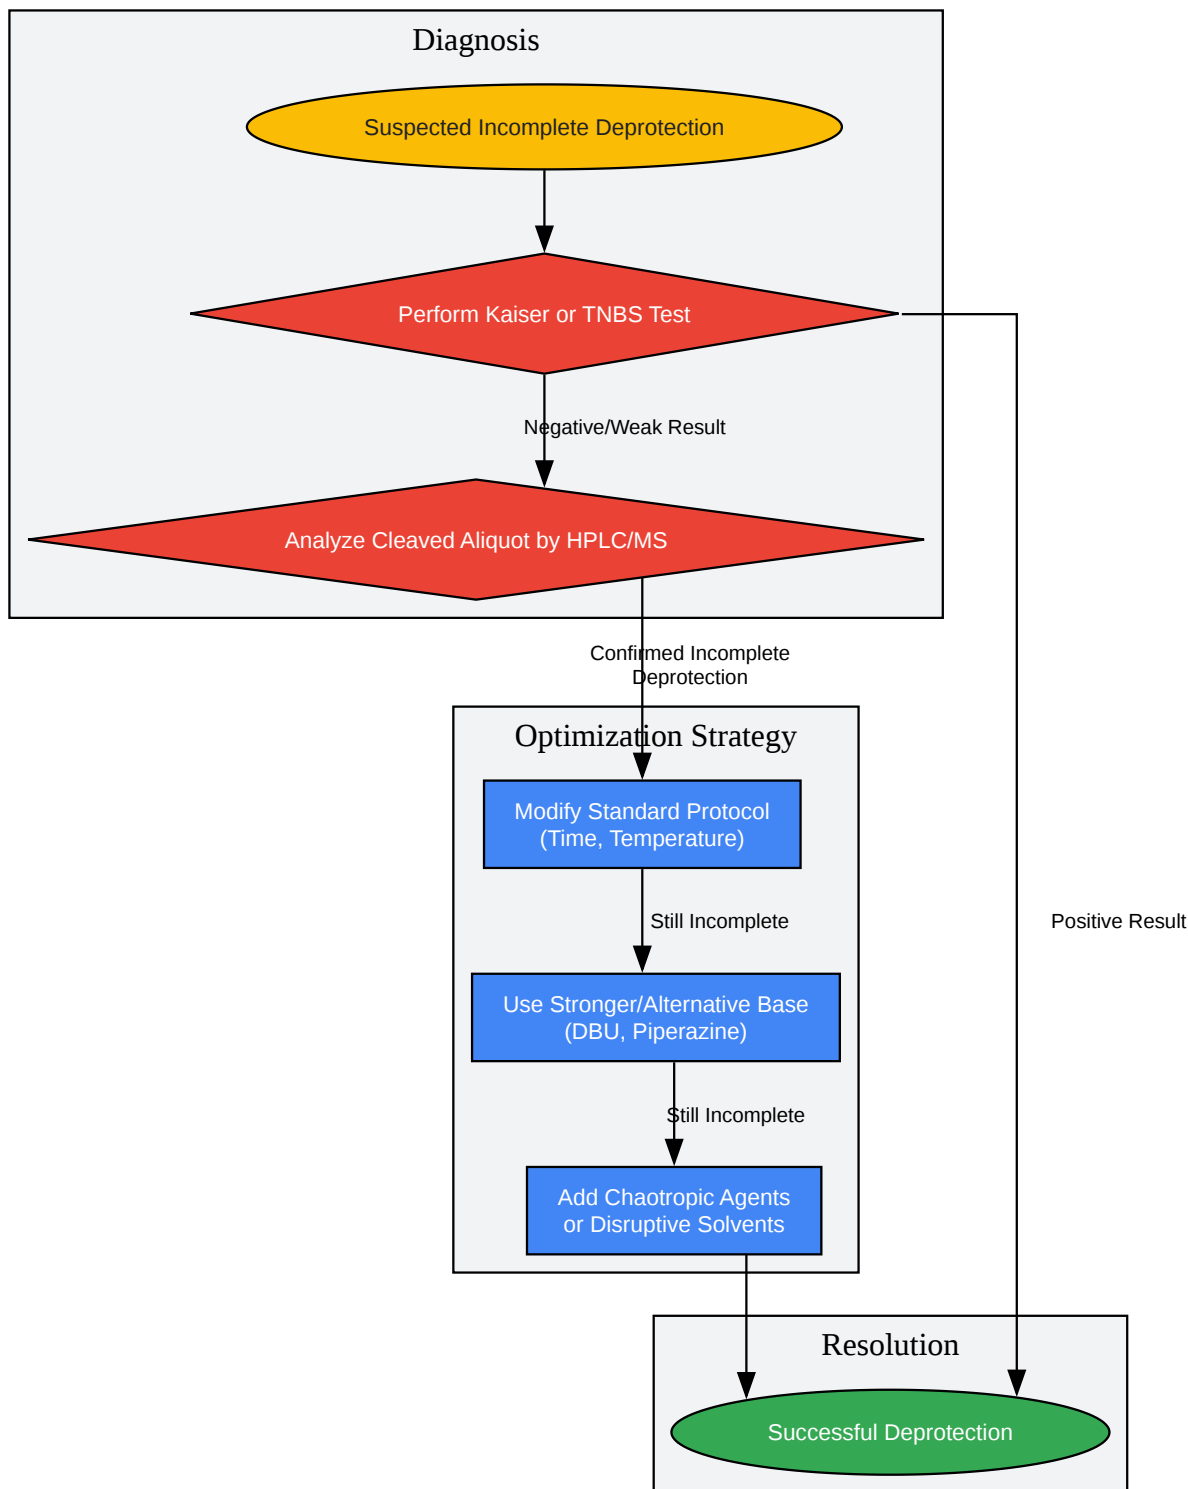 Diagnosis
Suspected Incomplete Deprotection
Perform Kaiser or TNBS Test
Negative/Weak Result
Analyze Cleaved Aliquot by HPLC/MS
Confirmed Incomplete
Deprotection
Optimization Strategy
Modify Standard Protocol
(Time, Temperature)
Still Incomplete
Positive Result
Use Stronger/Alternative Base
(DBU, Piperazine)
Still Incomplete
Add Chaotropic Agents
or Disruptive Solvents
Resolution
Successful Deprotection